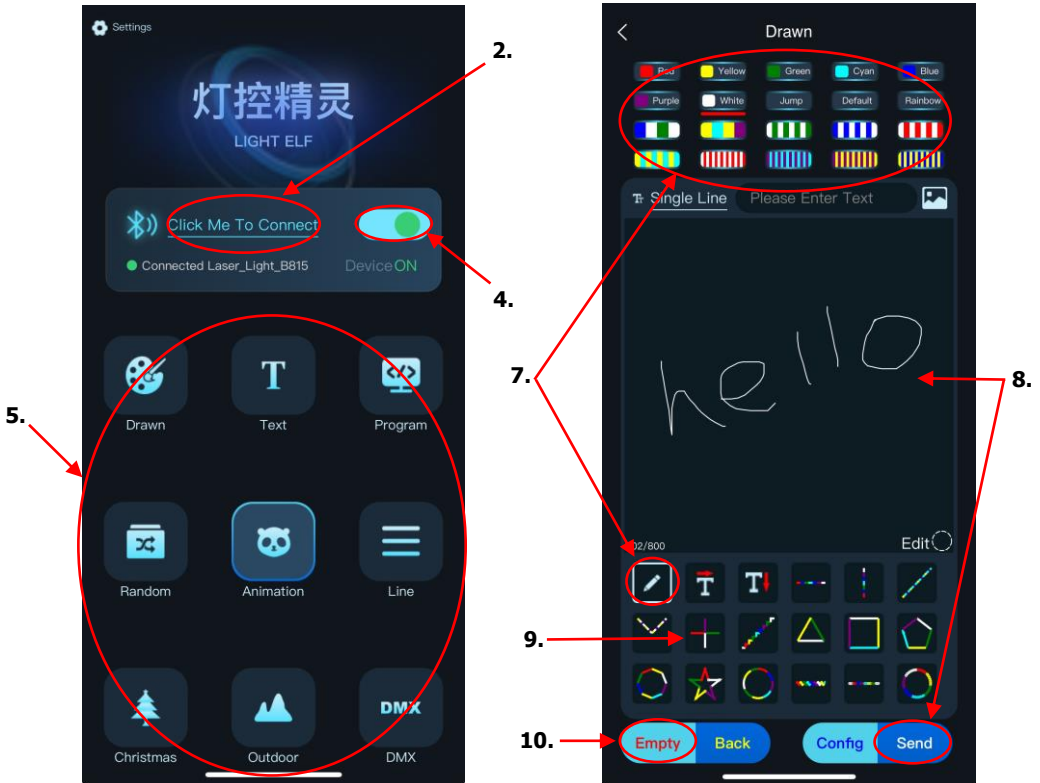 Settings
灯控精灵
LIGHT ELF
2.
Click Me To Connect
Connected Laser_Light_B815
Device ON
4.
5.
Drawn
Text
Program
Random
Animation
Line
Christmas
Outdoor
DMX
DMX
Drawn
Red
Yellow
Green
Cyan
Blue
Purple
White
Jump
Default
Rainbow
Single Line
Please Enter Text
hello
7.
8.
02/800
Edit
9.
10.
Empty
Back
Config
Send